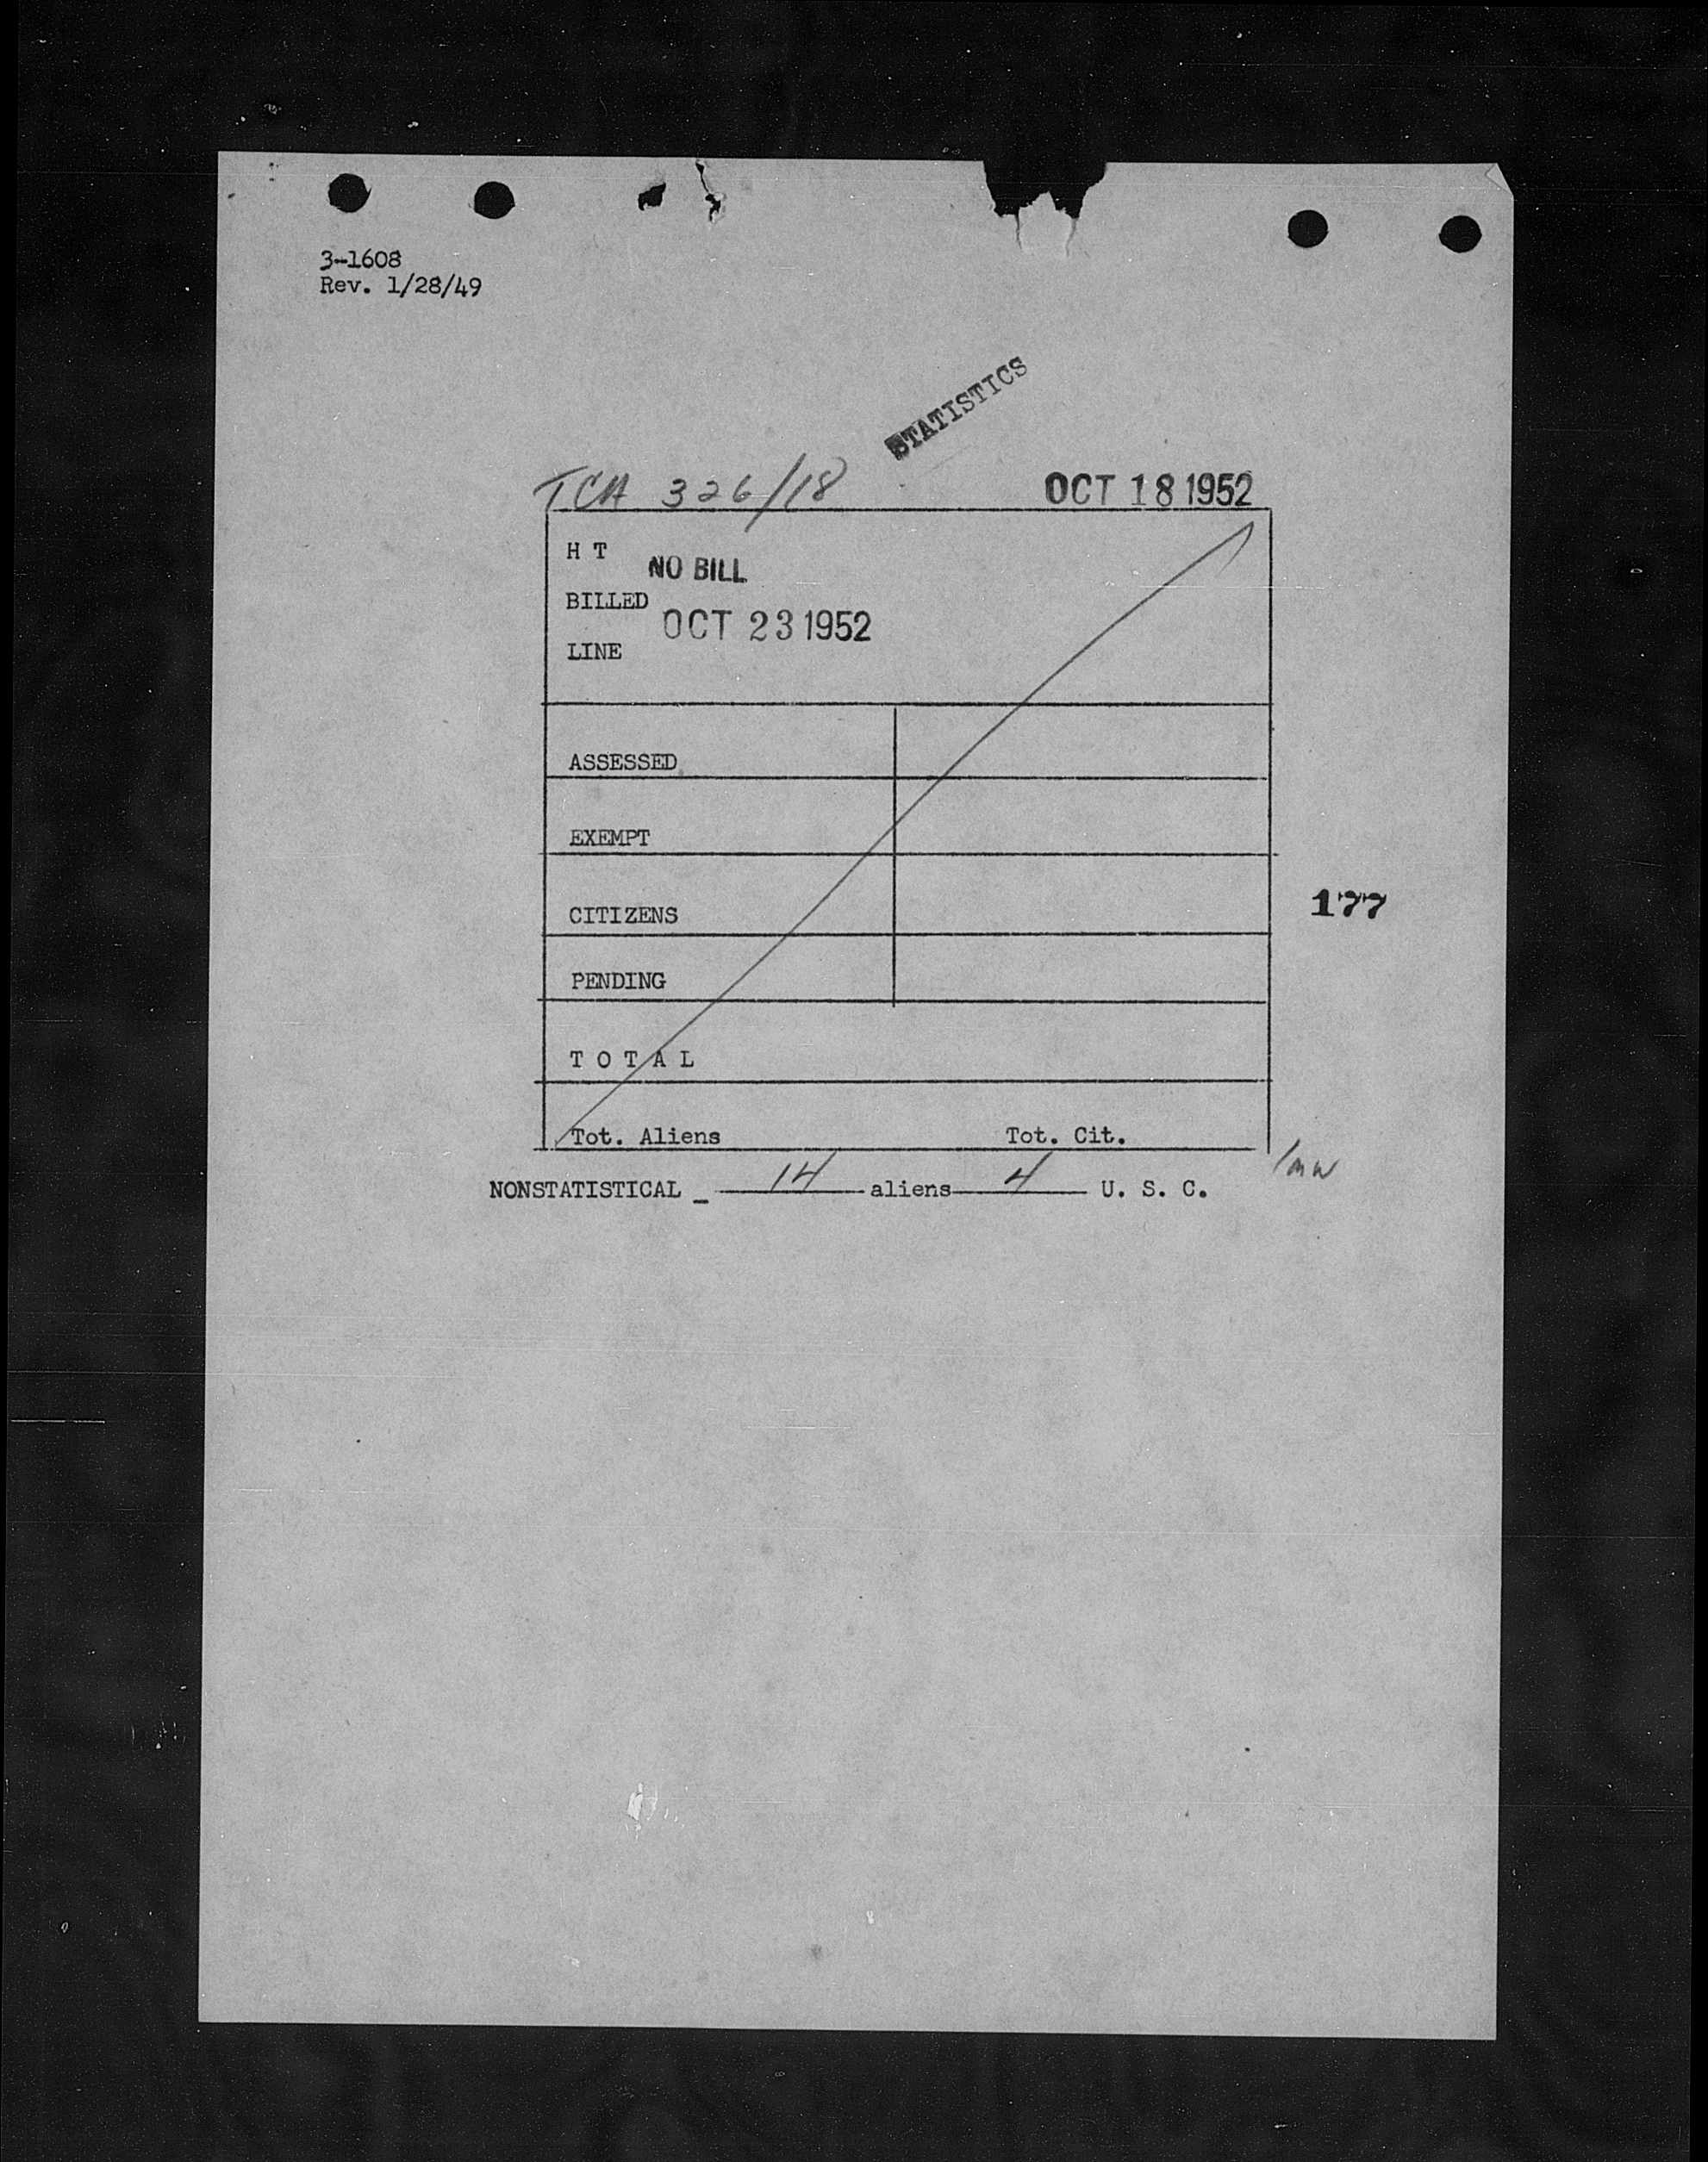 3-1608
Rev. 1/28/49
STATISTICS
TCA 326/18
OCT 18 1952
H T
NO BILL
BILLED
OCT 23 1952
LINE
ASSESSED
EXEMPT
CITIZENS
177
PENDING
T O T A L
Tot. Aliens Tot. Cit.
NONSTATISTICAL _ 14 aliens 4 U. S. C.